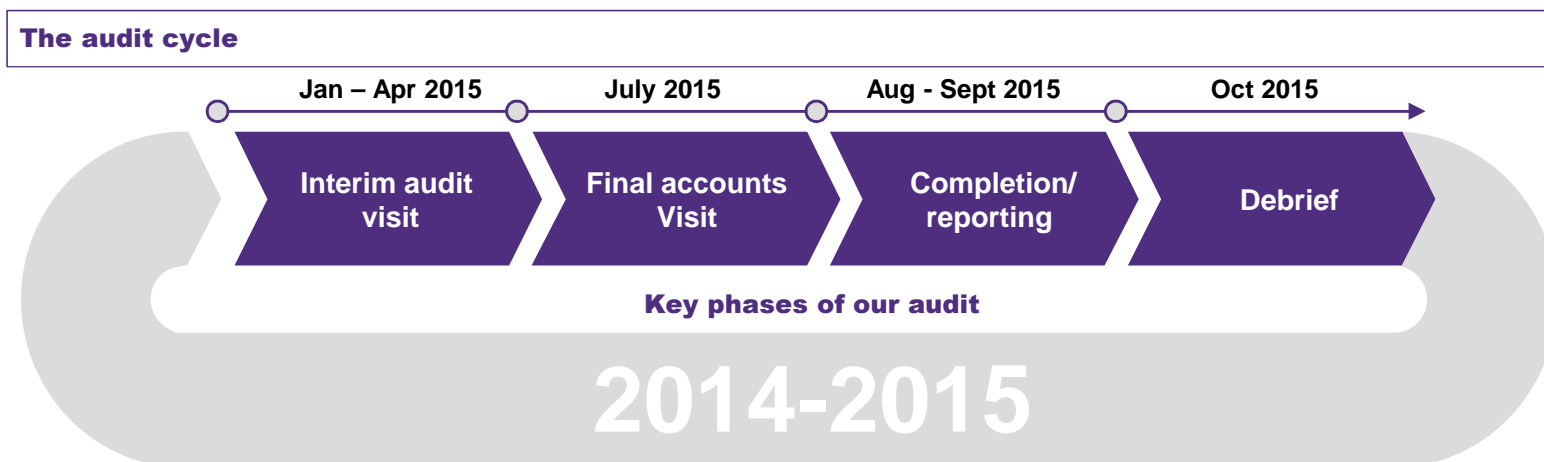 The audit cycle
Jan – Apr 2015
July 2015
Aug - Sept 2015
Oct 2015
Interim audit
visit
Final accounts
Visit
Completion/
reporting
Debrief
Key phases of our audit
2014-2015